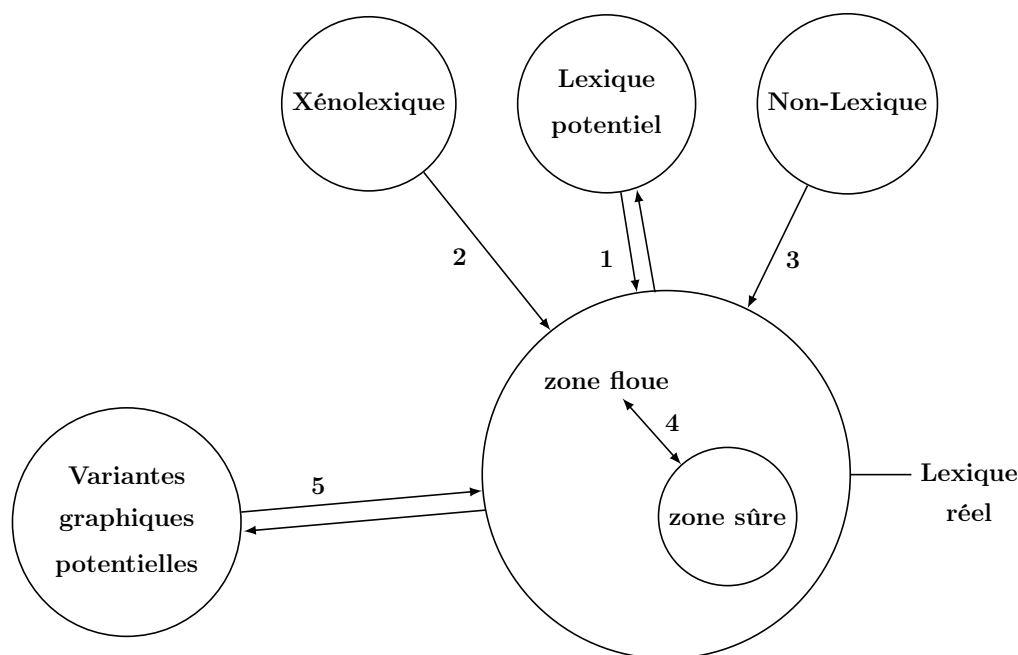 Xénolexique
Lexique
potentiel
Non-Lexique
2
1
3
zone floue
4
Variantes
graphiques
potentielles
5
zone sûre
Lexique
réel